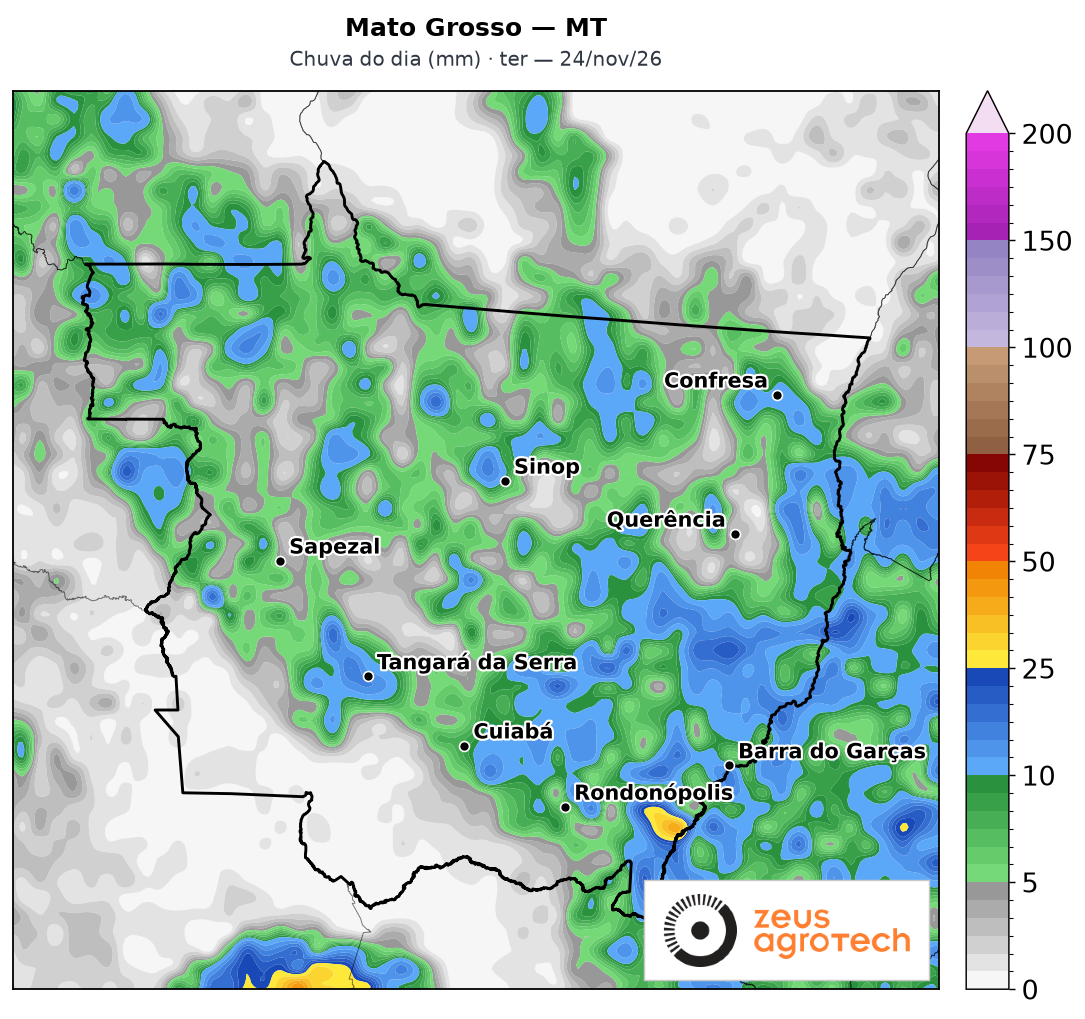 Mato Grosso — MT
Chuva do dia (mm) · ter — 24/nov/26
200
150
100
75
50
25
10
5
0
Confresa
Sinop
Querência
Sapezal
Tangará da Serra
Cuiabá
Barra do Garças
Rondonópolis
zeus
agrotech